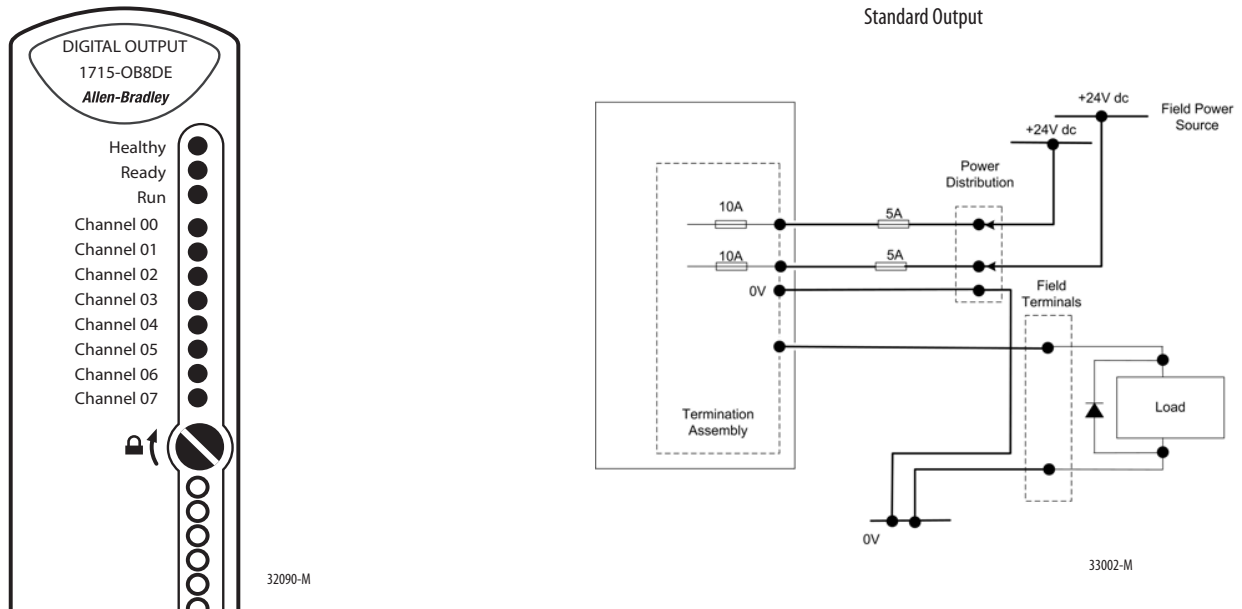 DIGITAL OUTPUT
1715-OB8DE
Allen-Bradley
Healthy
Ready
Run
Channel 00
Channel 01
Channel 02
Channel 03
Channel 04
Channel 05
Channel 06
Channel 07
32090-M
Standard Output
+24V dc
Field Power
Source
+24V dc
Power
Distribution
10A
5A
10A
5A
0V
Field
Terminals
Load
Termination
Assembly
0V
33002-M